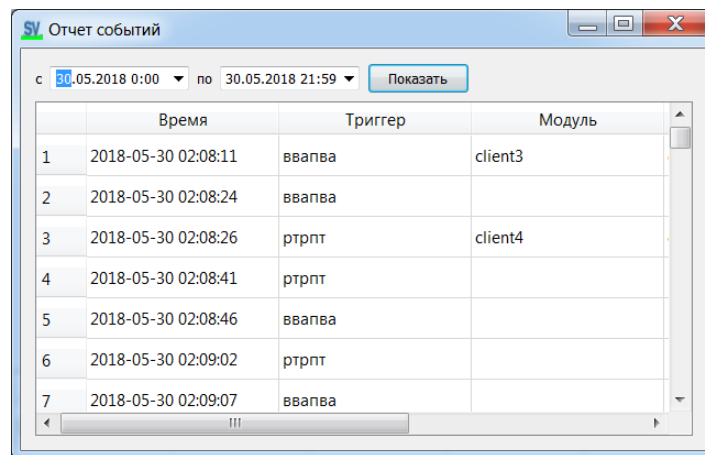 SV Отчет событий
с 30.05.2018 0:00 по 30.05.2018 21:59 Показать
Время Триггер Модуль
1 2018-05-30 02:08:11 ввапва client3
2 2018-05-30 02:08:24 ввапва
3 2018-05-30 02:08:26 ртрпт client4
4 2018-05-30 02:08:41 ртрпт
5 2018-05-30 02:08:46 ввапва
6 2018-05-30 02:09:02 ртрпт
7 2018-05-30 02:09:07 ввапва